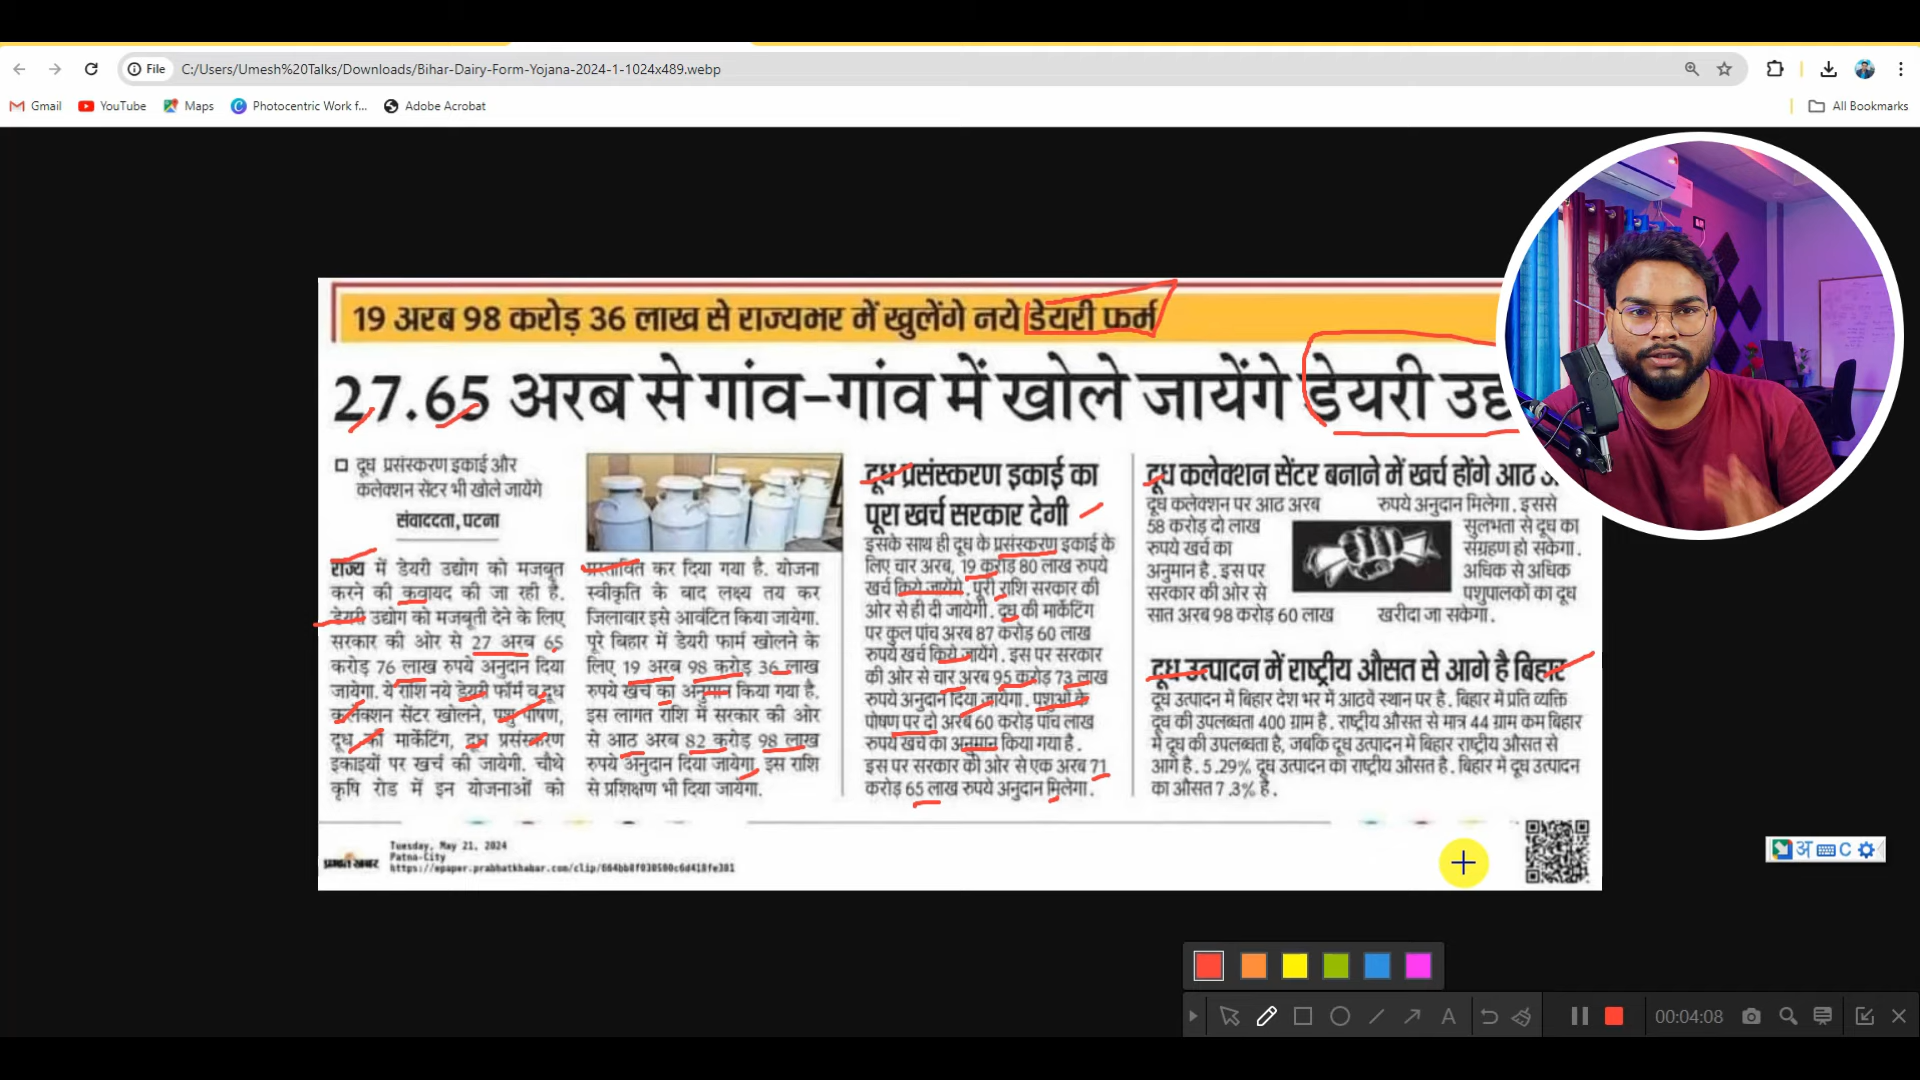 File C:/Users/Umesh%20Talks/Downloads/Bihar-Dairy-Form-Yojana-2024-1-1024x489.webp
Gmail YouTube Maps Photocentric Work f... Adobe Acrobat All Bookmarks
19 अरब 98 करोड़ 36 लाख से राज्यभर में खुलेंगे नये डेयरी फर्म
27.65 अरब से गांव-गांव में खोले जायेंगे डेयरी
दूध प्रसंस्करण इकाई और
कलेक्शन सेंटर भी खोले जायेंगे
संवाददता, पटना
राज्य में डेयरी उद्योग को मजबूत
करने की कवायद की जा रही है.
डेयरी उद्योग को मजबूती देने के लिए
सरकार की ओर से 27 अरब 65
करोड़ 76 लाख रुपये अनुदान दिया
जायेगा. ये राशि नये डेयरी फॉर्म व दूध
कलेक्शन सेंटर खोलने, पशु पोषण,
दूध की मार्केटिंग, दूध प्रसंस्करण
इकाइयों पर खर्च की जायेगी. चौथे
कृषि रोड में इन योजनाओं को
प्रस्तावित कर दिया गया है. योजना
स्वीकृति के बाद लक्ष्य तय कर
जिलावार इसे आवंटित किया जायेगा.
पूरे बिहार में डेयरी फार्म खोलने के
लिए 19 अरब 98 करोड़ 36 लाख
रुपये खर्च का अनुमान किया गया है.
इस लागत राशि में सरकार की ओर
से आठ अरब 82 करोड़ 98 लाख
रुपये अनुदान दिया जायेगा. इस राशि
से प्रशिक्षण भी दिया जायेगा.
दूध प्रसंस्करण इकाई का
पूरा खर्च सरकार देगी
इसके साथ ही दूध के प्रसंस्करण इकाई के
लिए चार अरब, 19 करोड़ 80 लाख रुपये
खर्च किये जायेंगे. पूरी राशि सरकार की
ओर से ही दी जायेगी. दूध की मार्केटिंग
पर कुल पांच अरब 87 करोड़ 60 लाख
रुपये खर्च किये जायेंगे. इस पर सरकार
की ओर से चार अरब 95 करोड़ 73 लाख
रुपये अनुदान दिया जायेगा. पशुओं के
पोषण पर दो अरब 60 करोड़ पांच लाख
रुपये खर्च का अनुमान किया गया है.
इस पर सरकार की ओर से एक अरब 71
करोड़ 65 लाख रुपये अनुदान मिलेगा.
दूध कलेक्शन सेंटर बनाने में खर्च होंगे आठ
दूध कलेक्शन पर आठ अरब
58 करोड़ दो लाख
रुपये खर्च का
अनुमान है. इस पर
सरकार की ओर से
सात अरब 98 करोड़ 60 लाख
रुपये अनुदान मिलेगा. इससे
सुलभता से दूध का
संग्रहण हो सकेगा.
अधिक से अधिक
पशुपालकों का दूध
खरीदा जा सकेगा.
दूध उत्पादन में राष्ट्रीय औसत से आगे है बिहार
दूध उत्पादन में बिहार देश भर में आठवें स्थान पर है. बिहार में प्रति व्यक्ति
दूध की उपलब्धता 400 ग्राम है. राष्ट्रीय औसत से मात्र 44 ग्राम कम बिहार
में दूध की उपलब्धता है, जबकि दूध उत्पादन में बिहार राष्ट्रीय औसत से
आगे है. 5.29% दूध उत्पादन का राष्ट्रीय औसत है. बिहार में दूध उत्पादन
का औसत 7.3% है.
प्रभात खबर
Tuesday, May 21, 2024
Patna-City
अ C
A 00:04:08